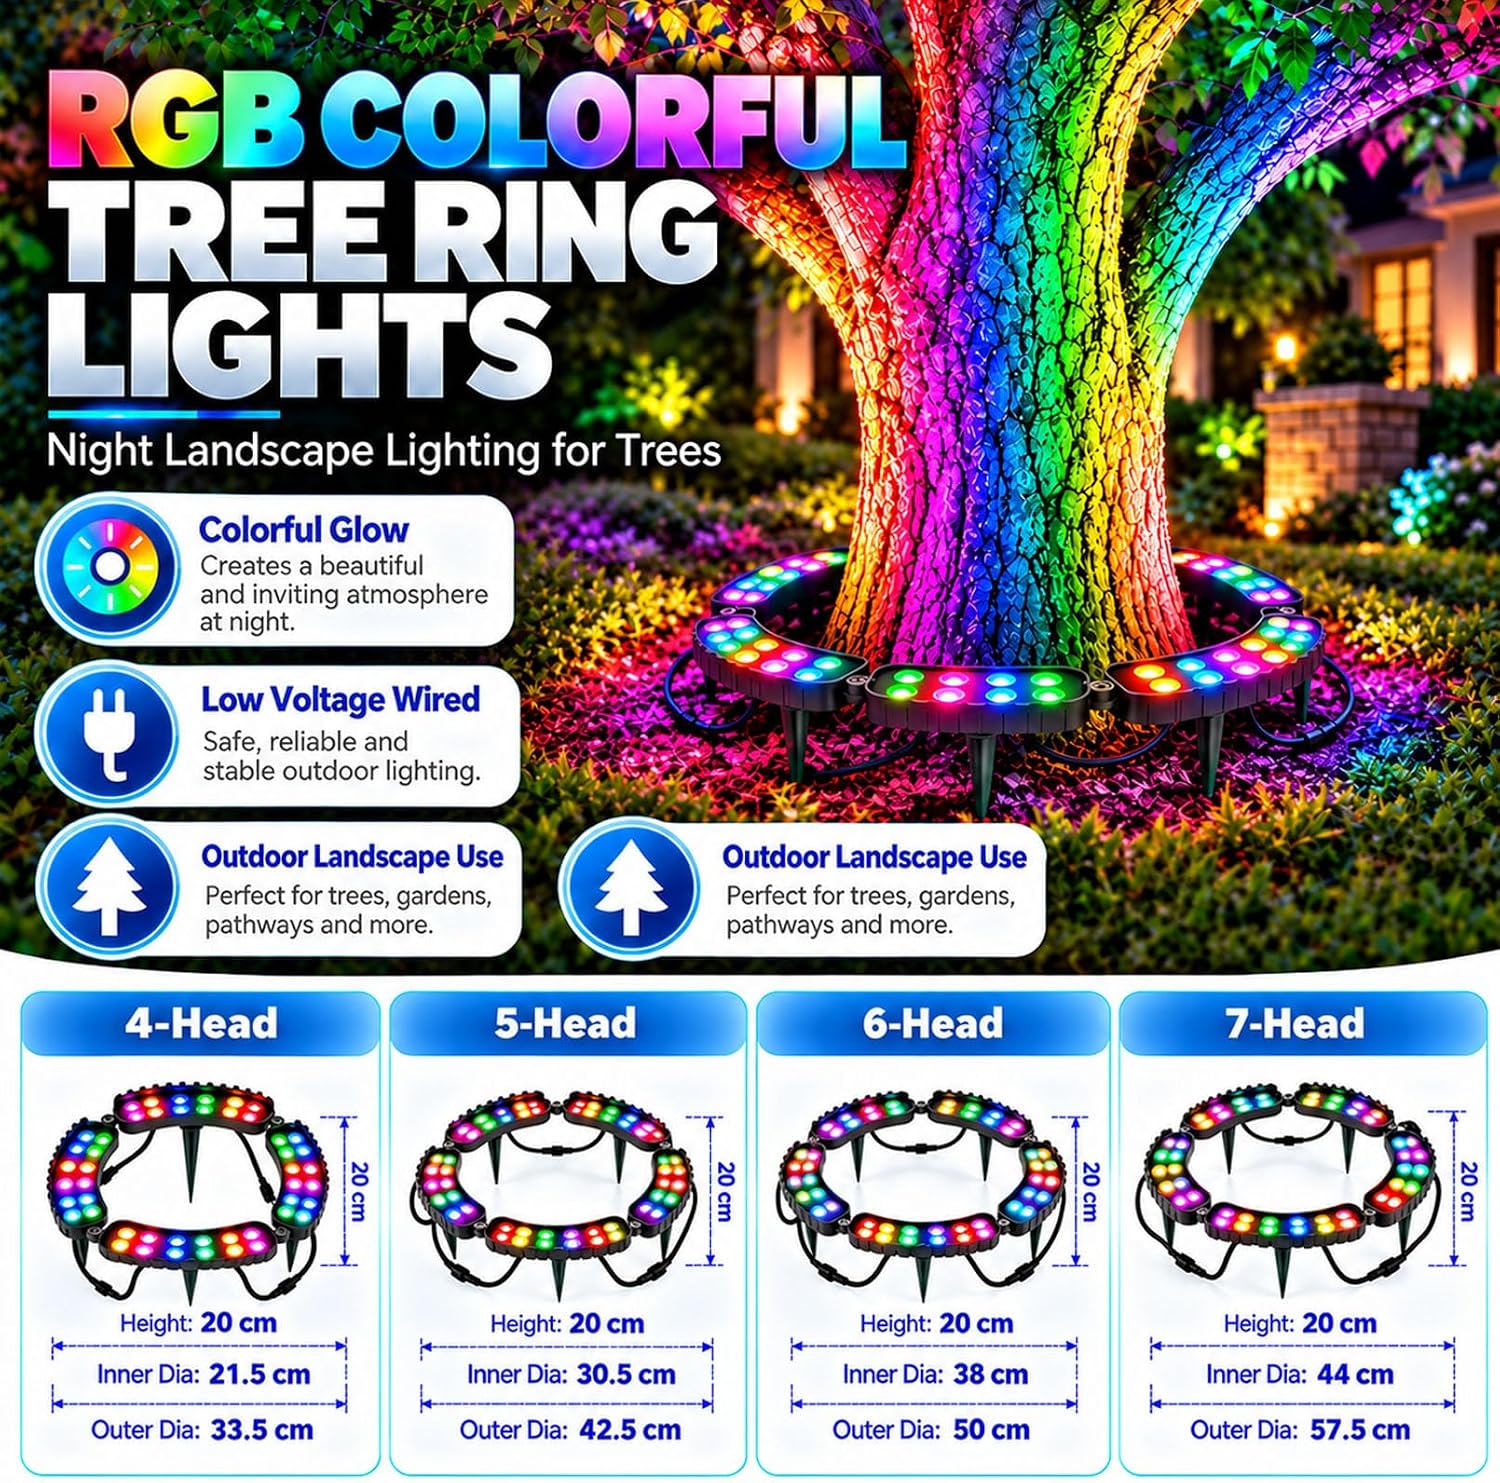 RGB COLORFUL
TREE RING
LIGHTS
Night Landscape Lighting for Trees
Colorful Glow
Creates a beautiful
and inviting atmosphere
at night.
Low Voltage Wired
Safe, reliable and
stable outdoor lighting.
Outdoor Landscape Use
Perfect for trees, gardens,
pathways and more.
Outdoor Landscape Use
Perfect for trees, gardens,
pathways and more.
4-Head
20 cm
Height: 20 cm
Inner Dia: 21.5 cm
Outer Dia: 33.5 cm
5-Head
20 cm
Height: 20 cm
Inner Dia: 30.5 cm
Outer Dia: 42.5 cm
6-Head
20 cm
Height: 20 cm
Inner Dia: 38 cm
Outer Dia: 50 cm
7-Head
20 cm
Height: 20 cm
Inner Dia: 44 cm
Outer Dia: 57.5 cm